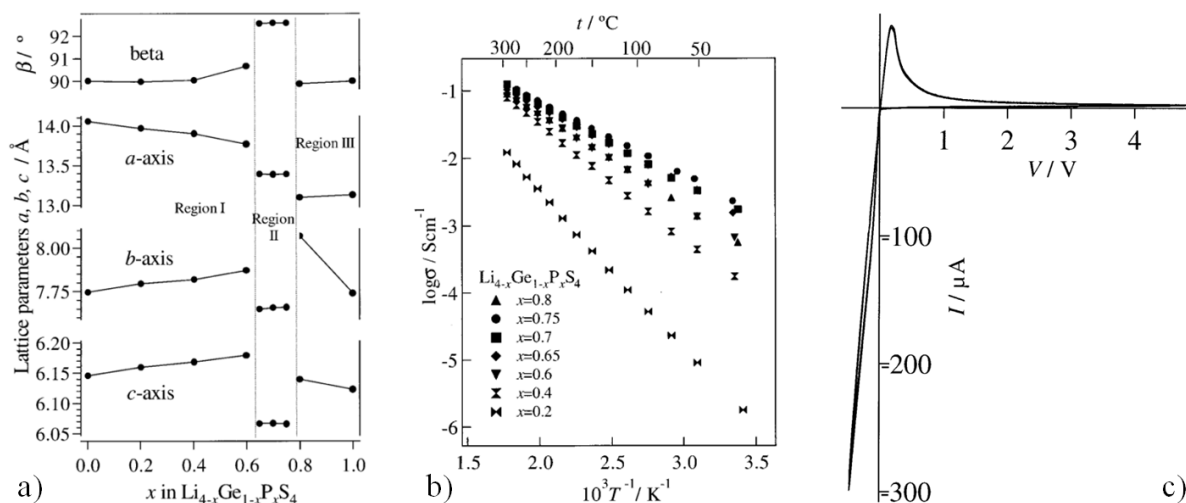 β / °
92
91
90
beta
Lattice parameters a, b, c / Å
14.0
13.0
a-axis
Region III
Region I
Region
II
8.00
7.75
b-axis
6.20
6.15
6.10
6.05
c-axis
0.0 0.2 0.4 0.6 0.8 1.0
x in Li4-xGe1-xPxS4
a)
t / °C
300 200 100 50
logσ / Scm-1
-1
-2
-3
-4
-5
-6
Li4-xGe1-xPxS4
x=0.8
x=0.75
x=0.7
x=0.65
x=0.6
x=0.4
x=0.2
1.5 2.0 2.5 3.0 3.5
10³T-1/ K-1
b)
1 2 3 4
V / V
I / μA
100
200
300
c)